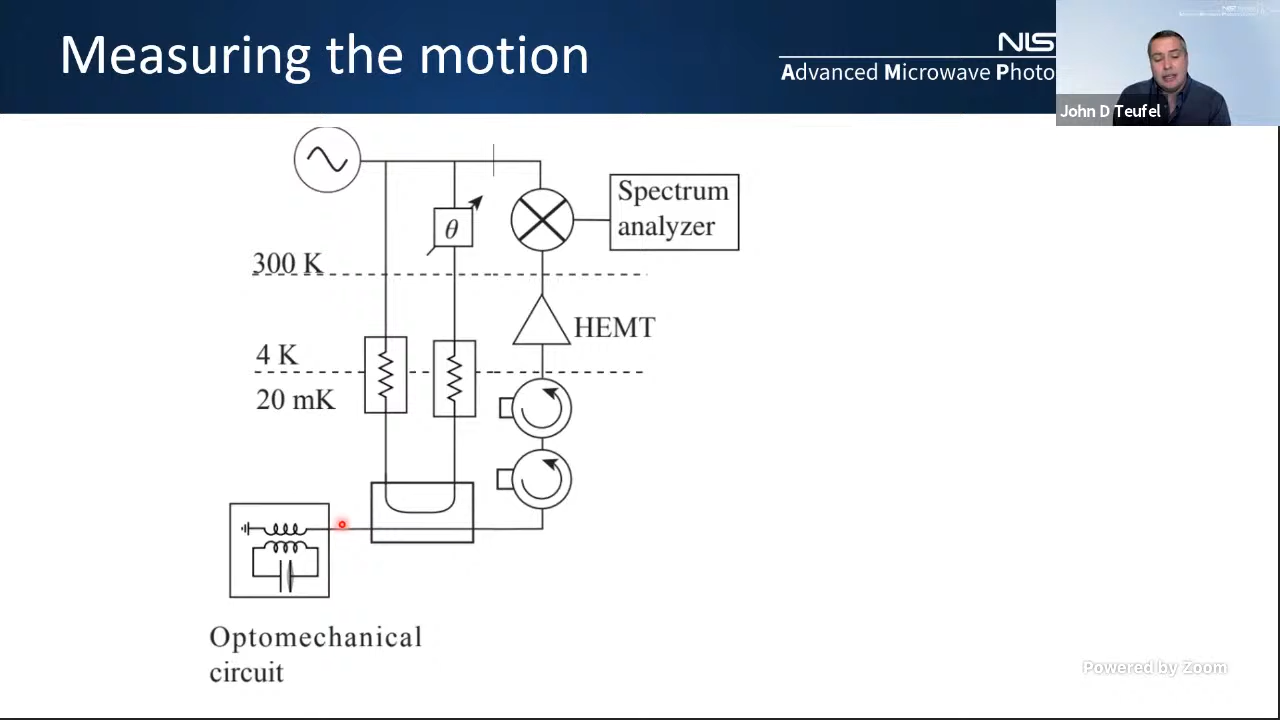 Measuring the motion
NIS
Advanced Microwave Photo
John D Teufel
Spectrum
analyzer
θ
300 K
HEMT
4 K
20 mK
Optomechanical
circuit
Powered by Zoom